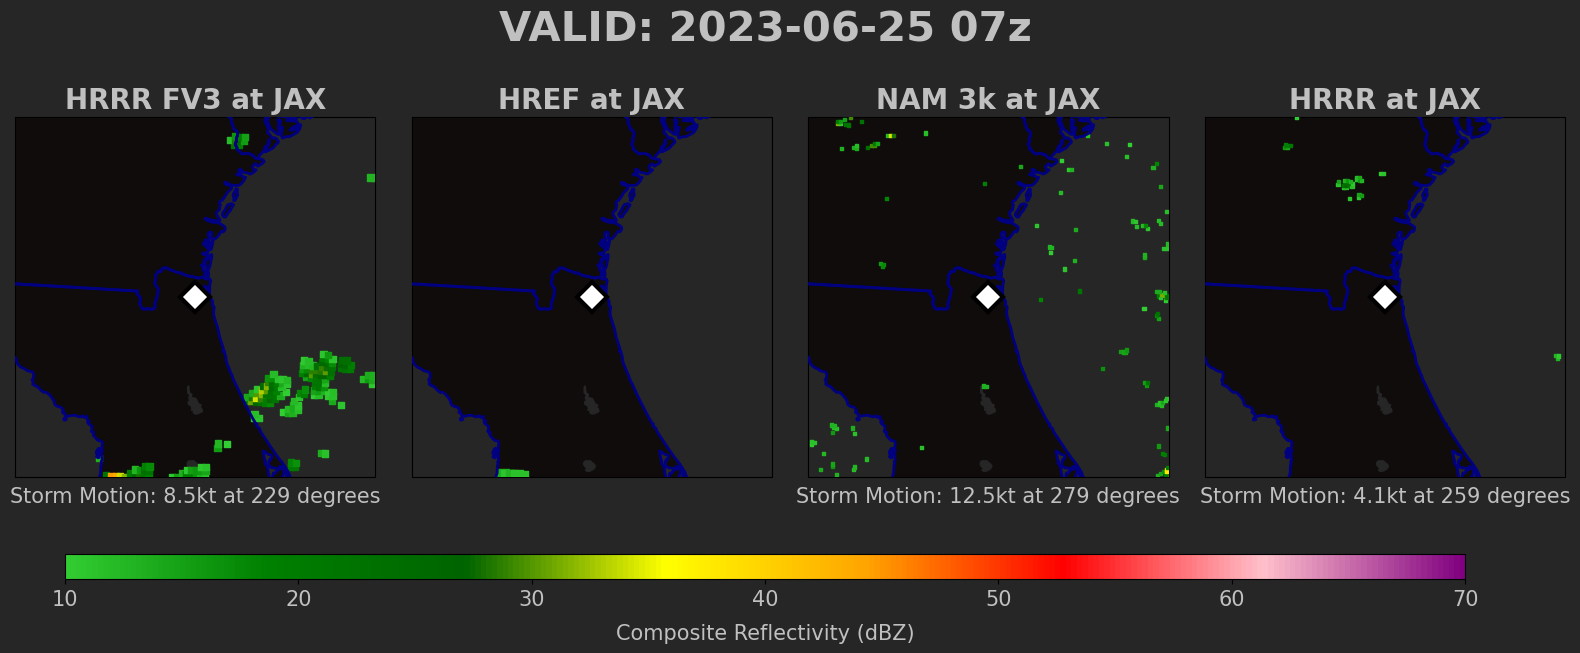 VALID: 2023-06-25 07z
HRRR FV3 at JAX
HREF at JAX
NAM 3k at JAX
HRRR at JAX
Storm Motion: 8.5kt at 229 degrees
Storm Motion: 12.5kt at 279 degrees
Storm Motion: 4.1kt at 259 degrees
10 20 30 40 50 60 70
Composite Reflectivity (dBZ)